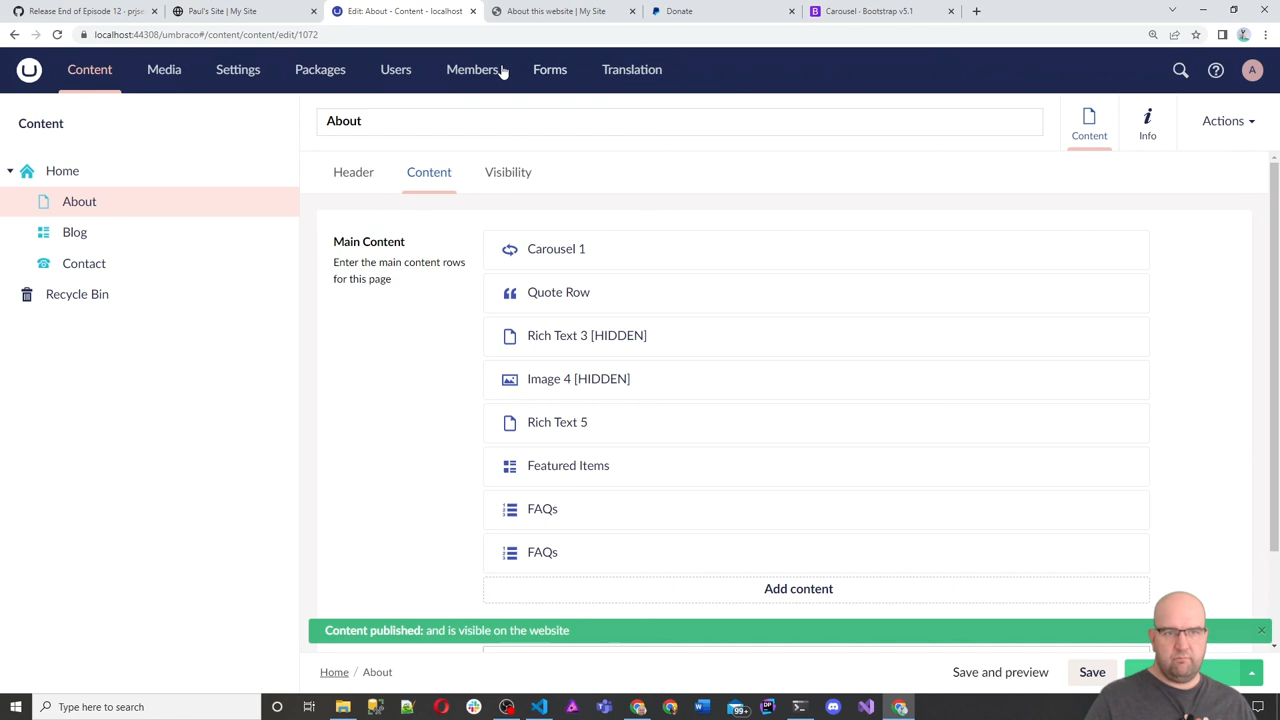 Release End of Episode 12 - prjse
Paul's Site | My Site
Edit: About - Content - localhost
About this website | My Site
Donate
Carousel · Bootstrap v5.1
localhost:44308/umbraco#/content/content/edit/1072
Content
Media
Settings
Packages
Users
Members
Forms
Translation
A
Content
About
Content
Info
Actions
Home
About
Blog
Contact
Recycle Bin
Header
Content
Visibility
Main Content
Enter the main content rows
for this page
Carousel 1
Quote Row
Rich Text 3 [HIDDEN]
Image 4 [HIDDEN]
Rich Text 5
Featured Items
FAQs
FAQs
Add content
Content published: and is visible on the website
Home / About
Save and preview
Save
Type here to search
99+